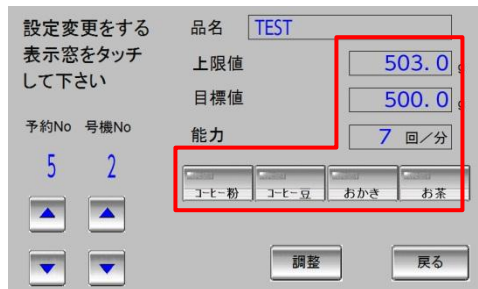 設定変更をする
表示窓をタッチ
して下さい
予約No 号機No
5 2
品名 TEST
上限値 503.0 g
目標値 500.0 g
能力 7 回/分
コーヒー粉 コーヒー豆 おかき お茶
調整 戻る